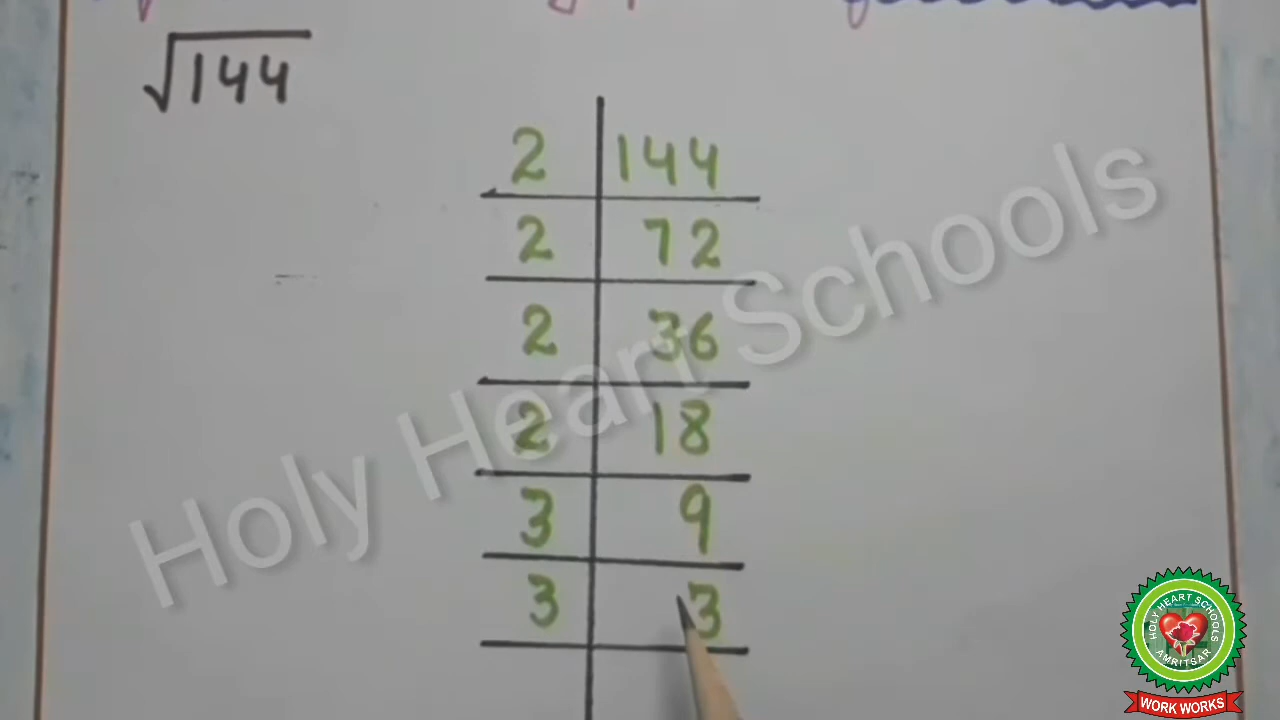 √144
2 | 144
2 | 72
2 | 36
2 | 18
3 | 9
3 | 3
Holy Heart Schools
HOLY HEART SCHOOLS
AMRITSAR
WORK WORKS